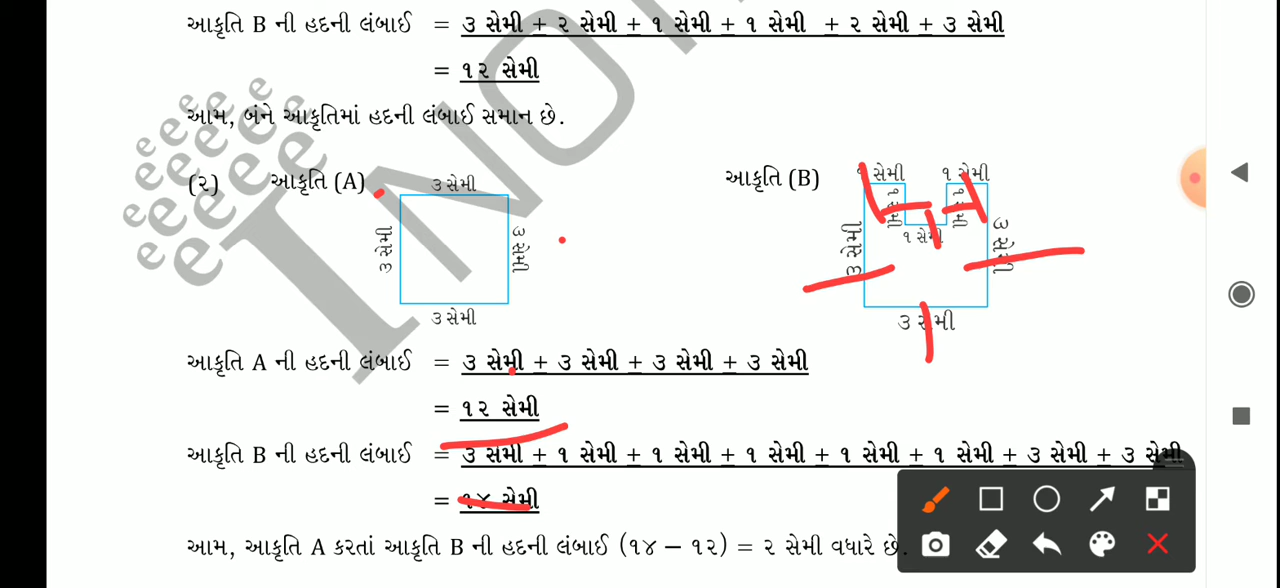 આકૃતિ B ની હદની લંબાઈ = ૩ સેમી + ૨ સેમી + ૧ સેમી + ૧ સેમી + ૨ સેમી + ૩ સેમી
= ૧૨ સેમી
આમ, બંને આકૃતિમાં હદની લંબાઈ સમાન છે.
(૨) આકૃતિ (A)
૩ સેમી
૩ સેમી
૩ સેમી
૩ સેમી
આકૃતિ (B)
૧ સેમી
૧ સેમી
૧ સેમી
૧ સેમી
૧ સેમી
૩ સેમી
૩ સેમી
૩ સેમી
આકૃતિ A ની હદની લંબાઈ = ૩ સેમી + ૩ સેમી + ૩ સેમી + ૩ સેમી
= ૧૨ સેમી
આકૃતિ B ની હદની લંબાઈ = ૩ સેમી + ૧ સેમી + ૧ સેમી + ૧ સેમી + ૧ સેમી + ૧ સેમી + ૩ સેમી + ૩ સેમી
= ૧૪ સેમી
આમ, આકૃતિ A કરતાં આકૃતિ B ની હદની લંબાઈ (૧૪ – ૧૨) = ૨ સેમી વધારે છે.